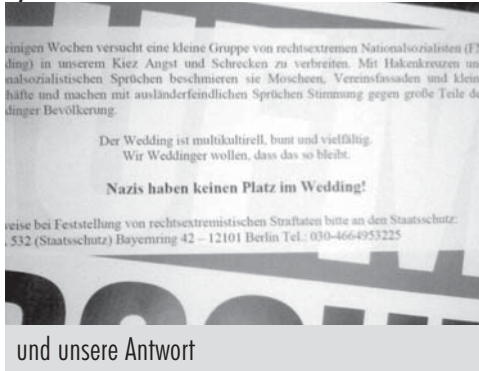 einigen Wochen versucht eine kleine Gruppe von rechtsextremen Nationalsozialisten
ding) in unserem Kiez Angst und Schrecken zu verbreiten. Mit Hakenkreuzen un
nalsozialistischen Sprüchen beschmieren sie Moscheen, Vereinsfassaden und klein
häfte und machen mit ausländerfeindlichen Sprüchen Stimmung gegen große Teile de
dinger Bevölkerung.
Der Wedding ist multikultirell, bunt und vielfältig.
Wir Weddinger wollen, dass das so bleibt.
Nazis haben keinen Platz im Wedding!
weise bei Feststellung von rechtsextremistischen Straftaten bitte an den Staatsschutz:
532 (Staatsschutz) Bayernring 42 – 12101 Berlin Tel.: 030-4664953225
und unsere Antwort